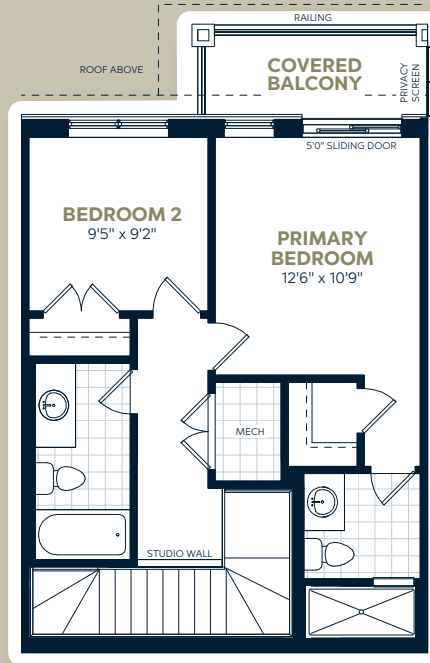 RAILING
ROOF ABOVE
COVERED
BALCONY
PRIVACY
SCREEN
5'0" SLIDING DOOR
BEDROOM 2
9'5" x 9'2"
PRIMARY
BEDROOM
12'6" x 10'9"
MECH
STUDIO WALL